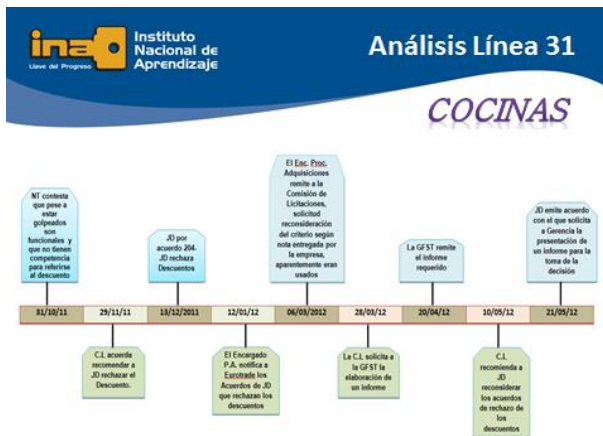 ina
Llave del Progreso
Instituto
Nacional de
Aprendizaje
Análisis Línea 31
COCINAS
NT contesta
que pese a
estar
golpeados
son
funcionales y
que no tienen
competencia
para referirse
al descuento
JD por
acuerdo 204-
JD rechaza
Descuentos
El Enc. Proc.
Adquisiciones
remite a la
Comisión de
Licitaciones,
solicitud
reconsideración
del criterio según
nota entregada por
la empresa,
aparentemente eran
usados
La GFST remite
el informe
requerido
JD emite acuerdo
con el que solicita
a Gerencia la
presentación de
un informe para la
toma de la
decisión
31/10/11
29/11/11
13/12/2011
12/01/12
06/03/2012
28/03/12
20/04/12
10/05/12
21/05/12
C.L acuerda
recomendar a
JD rechazar el
Descuento.
El Encargado
P.A. notifica a
Eurotrade los
Acuerdos de JD
que rechazan los
descuentos
La C.L solicita a
la GFST la
elaboración de
un informe
C.L
recomienda a
JD
reconsiderar
los acuerdos
de rechazo de
los
descuentos